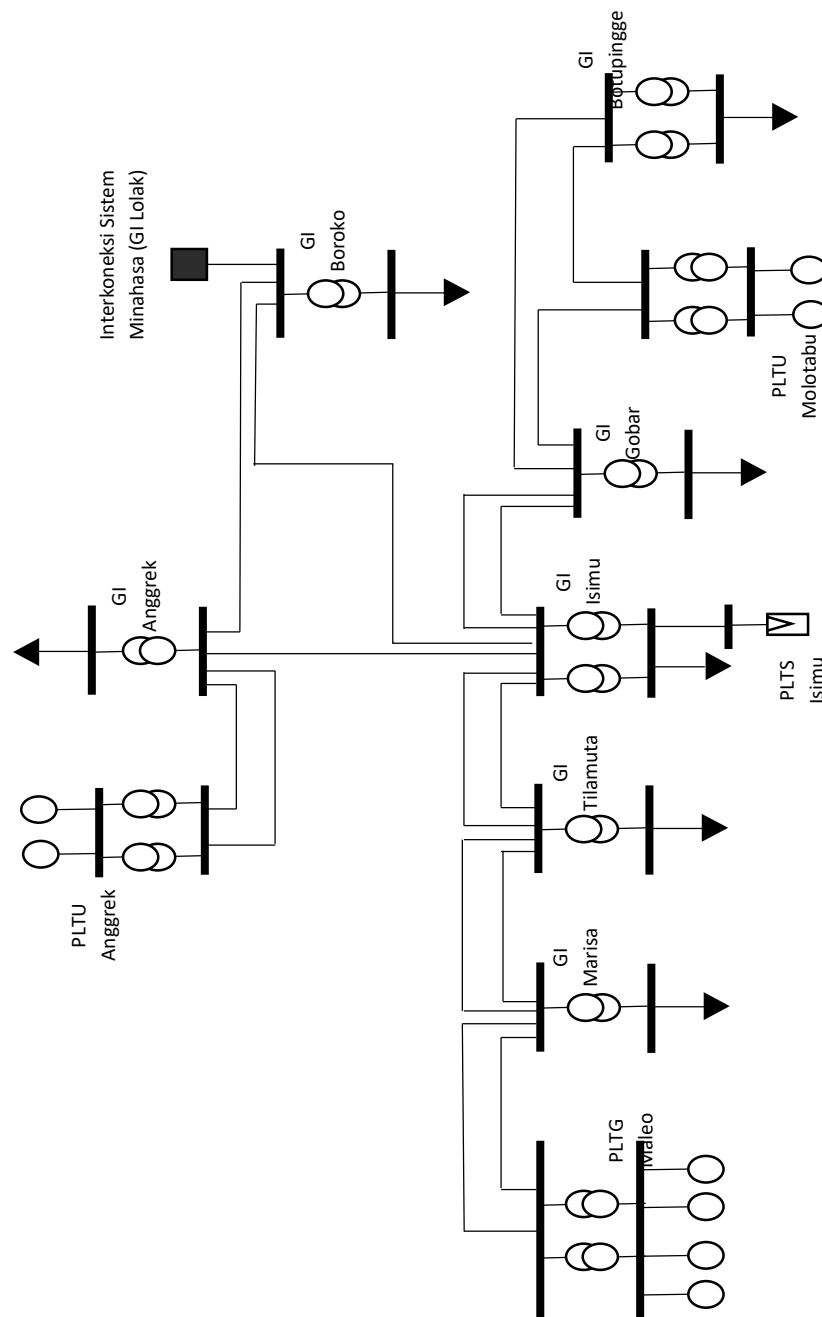 Interkoneksi Sistem
Minahasa (GI Lolak)
GI
Boroko
GI
Botupingge
PLTU
Molotabu
GI
Gobar
GI
Anggrek
GI
Isimu
PLTS
Isimu
PLTU
Anggrek
GI
Tilamuta
GI
Marisa
PLTG
Maleo